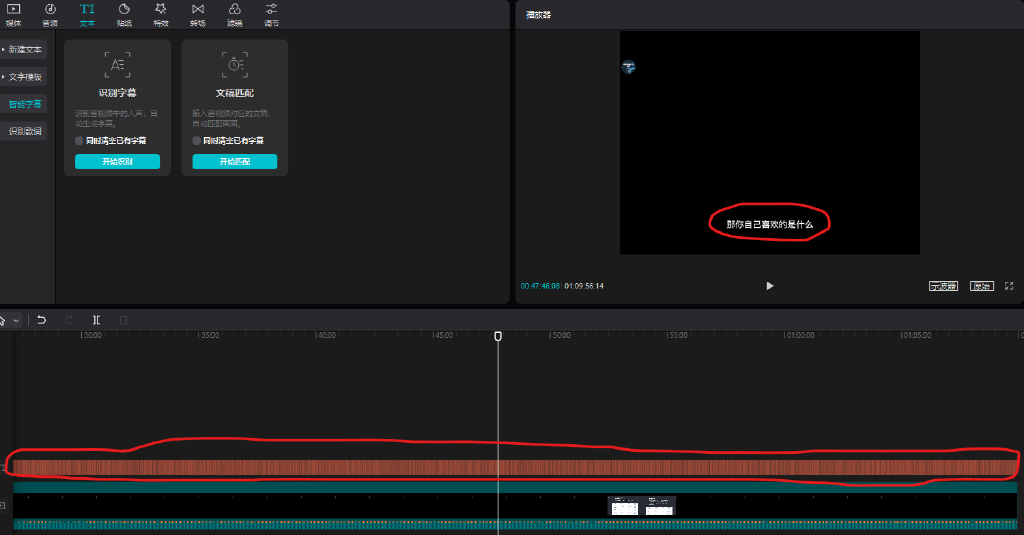 媒体 音频 文本 贴纸 特效 转场 滤镜 调节
TI
播放器
新建文本
文字模板
智能字幕
识别歌词
识别字幕
识别音视频中的人声，自
动生成字幕。
同时清空已有字幕
开始识别
文稿匹配
输入音视频对应的文稿，
自动匹配画面。
同时清空已有字幕
开始匹配
那你自己喜欢的是什么
00:47:46:08 01:09:56:14
示波器 原始
30:00 35:00 40:00 45:00 50:00 55:00 01:00:00 01:05:00